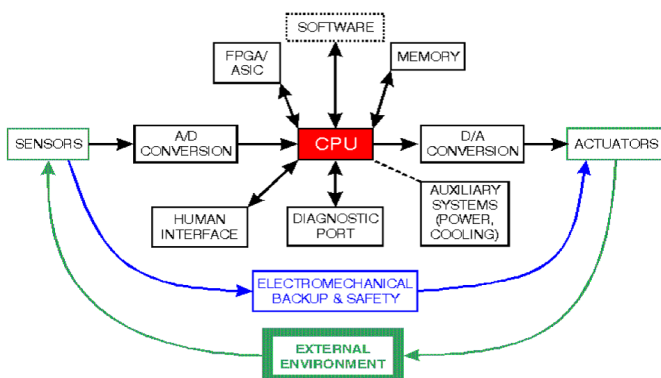 SOFTWARE
FPGA/
ASIC
MEMORY
SENSORS
A/D
CONVERSION
CPU
D/A
CONVERSION
ACTUATORS
HUMAN
INTERFACE
DIAGNOSTIC
PORT
AUXILIARY
SYSTEMS
(POWER,
COOLING)
ELECTROMECHANICAL
BACKUP & SAFETY
EXTERNAL
ENVIRONMENT